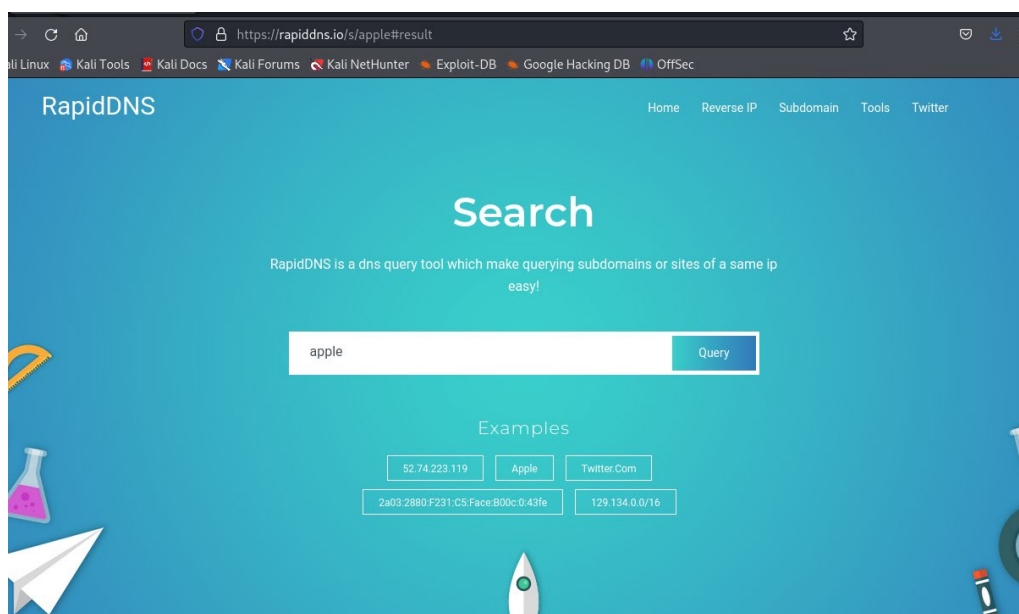 https://rapiddns.io/s/apple#result
ali Linux Kali Tools Kali Docs Kali Forums Kali NetHunter Exploit-DB Google Hacking DB OffSec
RapidDNS Home Reverse IP Subdomain Tools Twitter
Search
RapidDNS is a dns query tool which make querying subdomains or sites of a same ip
easy!
apple Query
Examples
52.74.223.119 Apple Twitter.Com
2a03:2880:F231:C5:Face:B00c:0:43fe 129.134.0.0/16